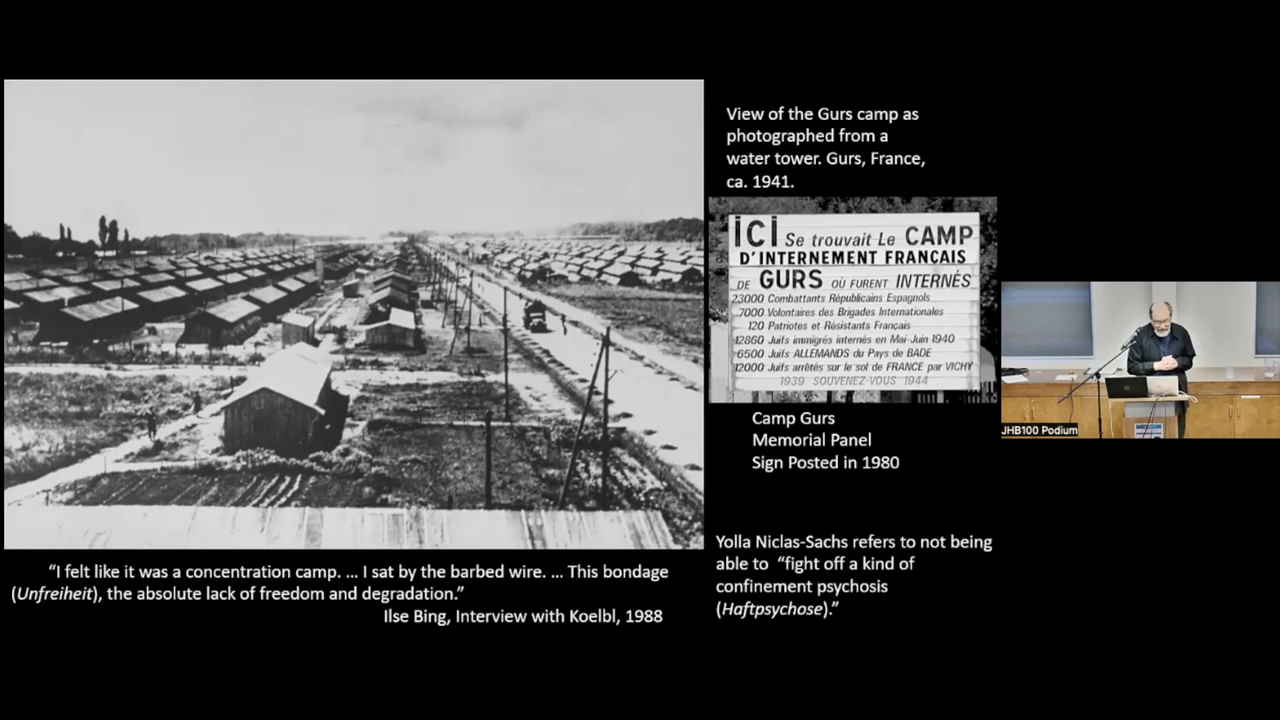 View of the Gurs camp as
photographed from a
water tower. Gurs, France,
ca. 1941.
ICI Se trouvait Le CAMP
D'INTERNEMENT FRANÇAIS
DE GURS OÙ FURENT INTERNÉS
23000 Combattants Républicains Espagnols
7000 Volontaires des Brigades Internationales
120 Patriotes et Résistants Français
12860 Juifs immigrés internés en Mai-Juin 1940
6500 Juifs ALLEMANDS du Pays de BADE
12000 Juifs arrêtés sur le sol de FRANCE par VICHY
1939 SOUVENEZ-VOUS 1944
Camp Gurs
Memorial Panel
Sign Posted in 1980
“I felt like it was a concentration camp. ... I sat by the barbed wire. ... This bondage
(Unfreiheit), the absolute lack of freedom and degradation.”
Ilse Bing, Interview with Koelbl, 1988
Yolla Niclas-Sachs refers to not being
able to “fight off a kind of
confinement psychosis
(Haftpsychose).”
JHB100 Podium